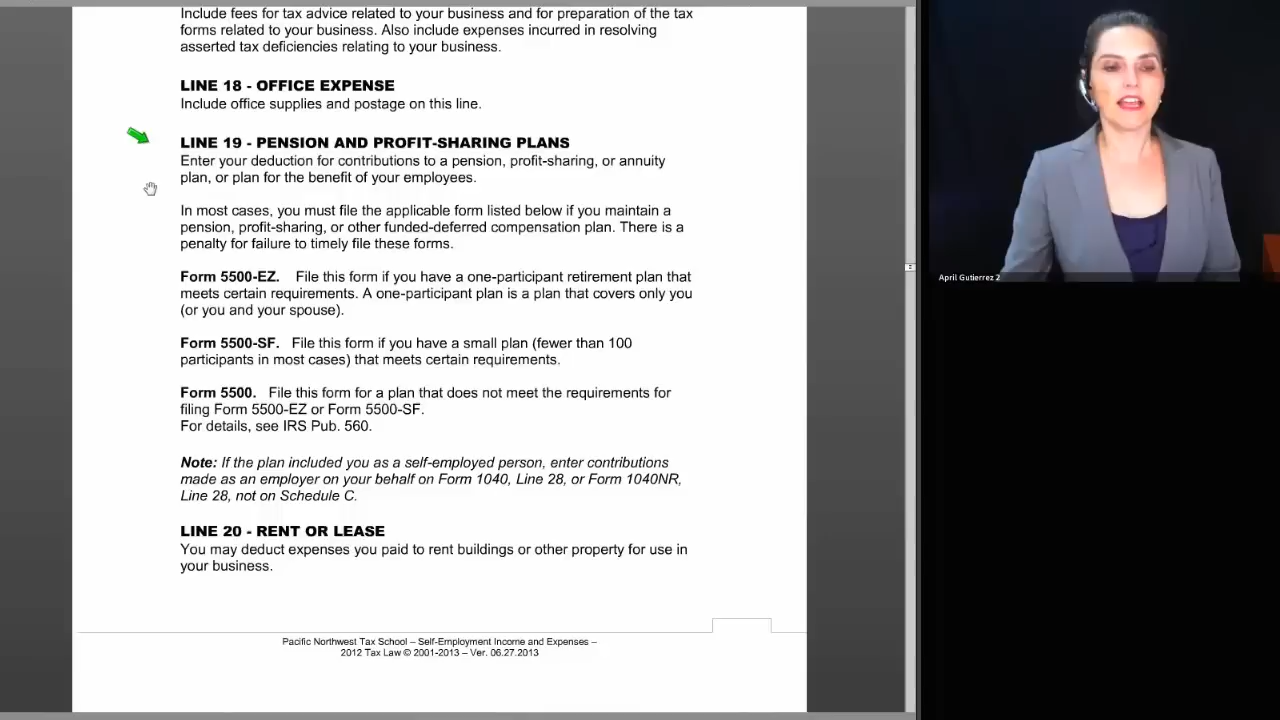 Include fees for tax advice related to your business and for preparation of the tax
forms related to your business. Also include expenses incurred in resolving
asserted tax deficiencies relating to your business.
LINE 18 - OFFICE EXPENSE
Include office supplies and postage on this line.
LINE 19 - PENSION AND PROFIT-SHARING PLANS
Enter your deduction for contributions to a pension, profit-sharing, or annuity
plan, or plan for the benefit of your employees.
In most cases, you must file the applicable form listed below if you maintain a
pension, profit-sharing, or other funded-deferred compensation plan. There is a
penalty for failure to timely file these forms.
Form 5500-EZ. File this form if you have a one-participant retirement plan that
meets certain requirements. A one-participant plan is a plan that covers only you
(or you and your spouse).
Form 5500-SF. File this form if you have a small plan (fewer than 100
participants in most cases) that meets certain requirements.
Form 5500. File this form for a plan that does not meet the requirements for
filing Form 5500-EZ or Form 5500-SF.
For details, see IRS Pub. 560.
Note: If the plan included you as a self-employed person, enter contributions
made as an employer on your behalf on Form 1040, Line 28, or Form 1040NR,
Line 28, not on Schedule C.
LINE 20 - RENT OR LEASE
You may deduct expenses you paid to rent buildings or other property for use in
your business.
Pacific Northwest Tax School – Self-Employment Income and Expenses –
2012 Tax Law © 2001-2013 – Ver. 06.27.2013
April Gutierrez 2